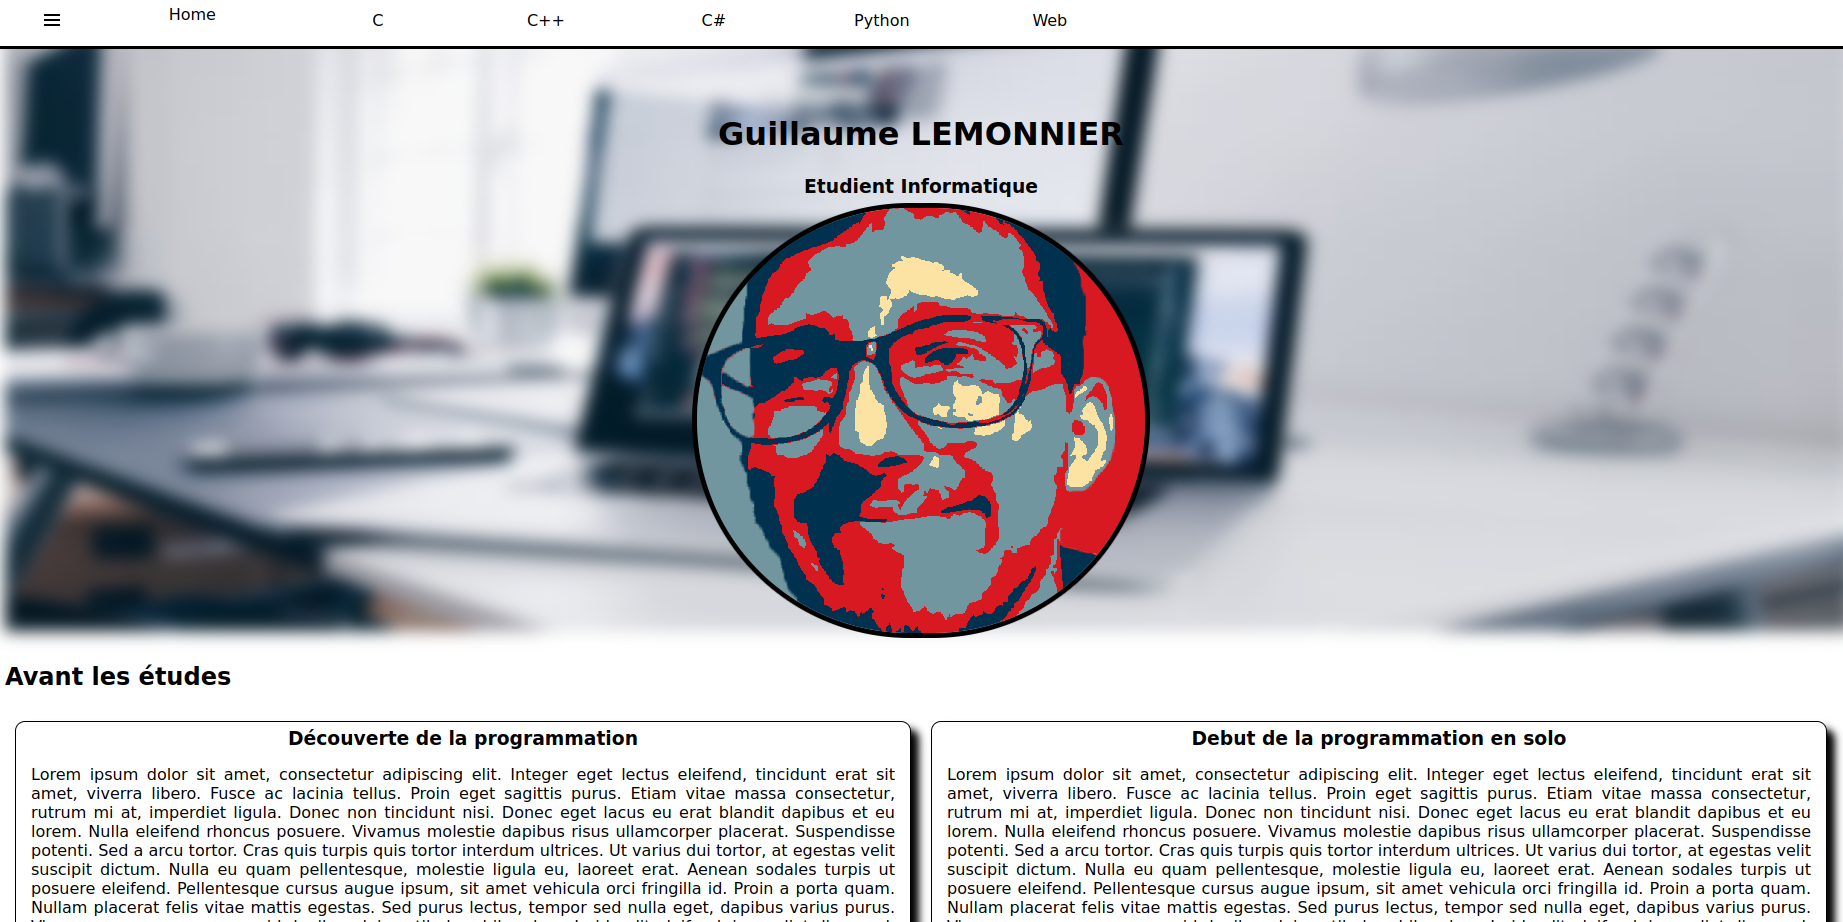 Home C C++ C# Python Web
Guillaume LEMONNIER
Etudient Informatique
Avant les études
Découverte de la programmation
Lorem ipsum dolor sit amet, consectetur adipiscing elit. Integer eget lectus eleifend, tincidunt erat sit
amet, viverra libero. Fusce ac lacinia tellus. Proin eget sagittis purus. Etiam vitae massa consectetur,
rutrum mi at, imperdiet ligula. Donec non tincidunt nisi. Donec eget lacus eu erat blandit dapibus et eu
lorem. Nulla eleifend rhoncus posuere. Vivamus molestie dapibus risus ullamcorper placerat. Suspendisse
potenti. Sed a arcu tortor. Cras quis turpis quis tortor interdum ultrices. Ut varius dui tortor, at egestas velit
suscipit dictum. Nulla eu quam pellentesque, molestie ligula eu, laoreet erat. Aenean sodales turpis ut
posuere eleifend. Pellentesque cursus augue ipsum, sit amet vehicula orci fringilla id. Proin a porta quam.
Nullam placerat felis vitae mattis egestas. Sed purus lectus, tempor sed nulla eget, dapibus varius purus.
Debut de la programmation en solo
Lorem ipsum dolor sit amet, consectetur adipiscing elit. Integer eget lectus eleifend, tincidunt erat sit
amet, viverra libero. Fusce ac lacinia tellus. Proin eget sagittis purus. Etiam vitae massa consectetur,
rutrum mi at, imperdiet ligula. Donec non tincidunt nisi. Donec eget lacus eu erat blandit dapibus et eu
lorem. Nulla eleifend rhoncus posuere. Vivamus molestie dapibus risus ullamcorper placerat. Suspendisse
potenti. Sed a arcu tortor. Cras quis turpis quis tortor interdum ultrices. Ut varius dui tortor, at egestas velit
suscipit dictum. Nulla eu quam pellentesque, molestie ligula eu, laoreet erat. Aenean sodales turpis ut
posuere eleifend. Pellentesque cursus augue ipsum, sit amet vehicula orci fringilla id. Proin a porta quam.
Nullam placerat felis vitae mattis egestas. Sed purus lectus, tempor sed nulla eget, dapibus varius purus.